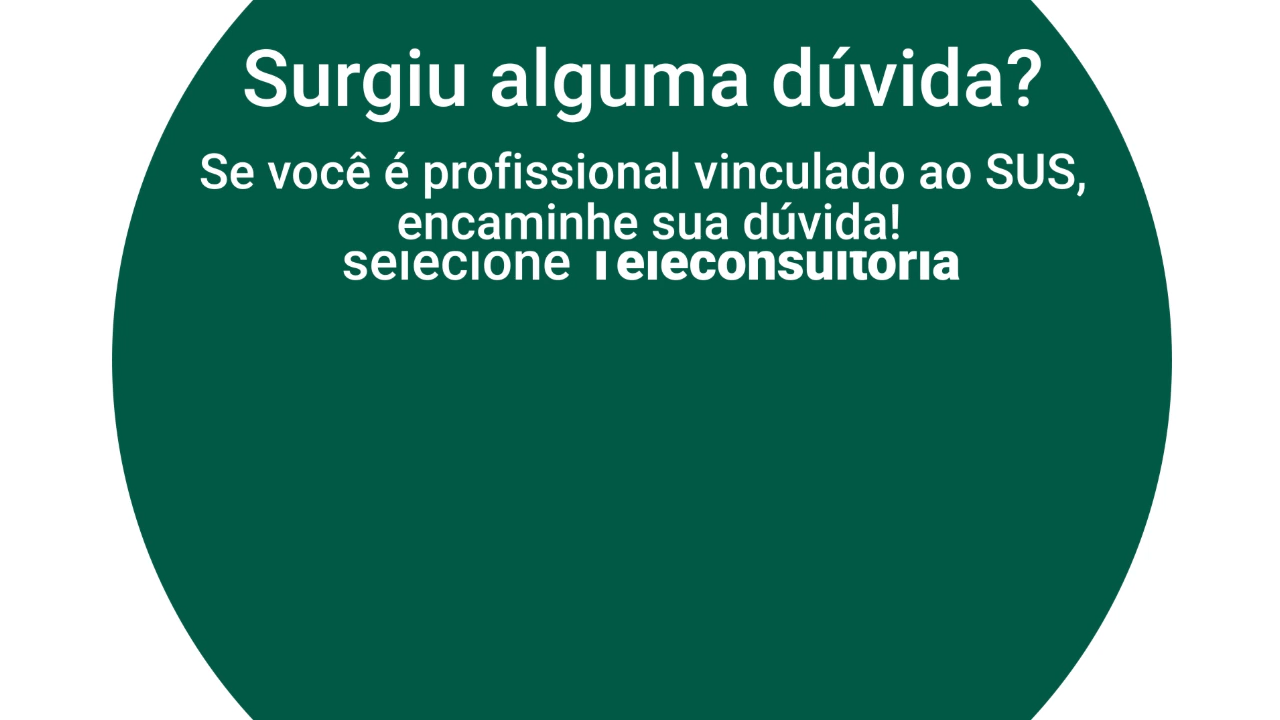 Surgiu alguma dúvida?
Se você é profissional vinculado ao SUS,
encaminhe sua dúvida!
selecione Teleconsultoria